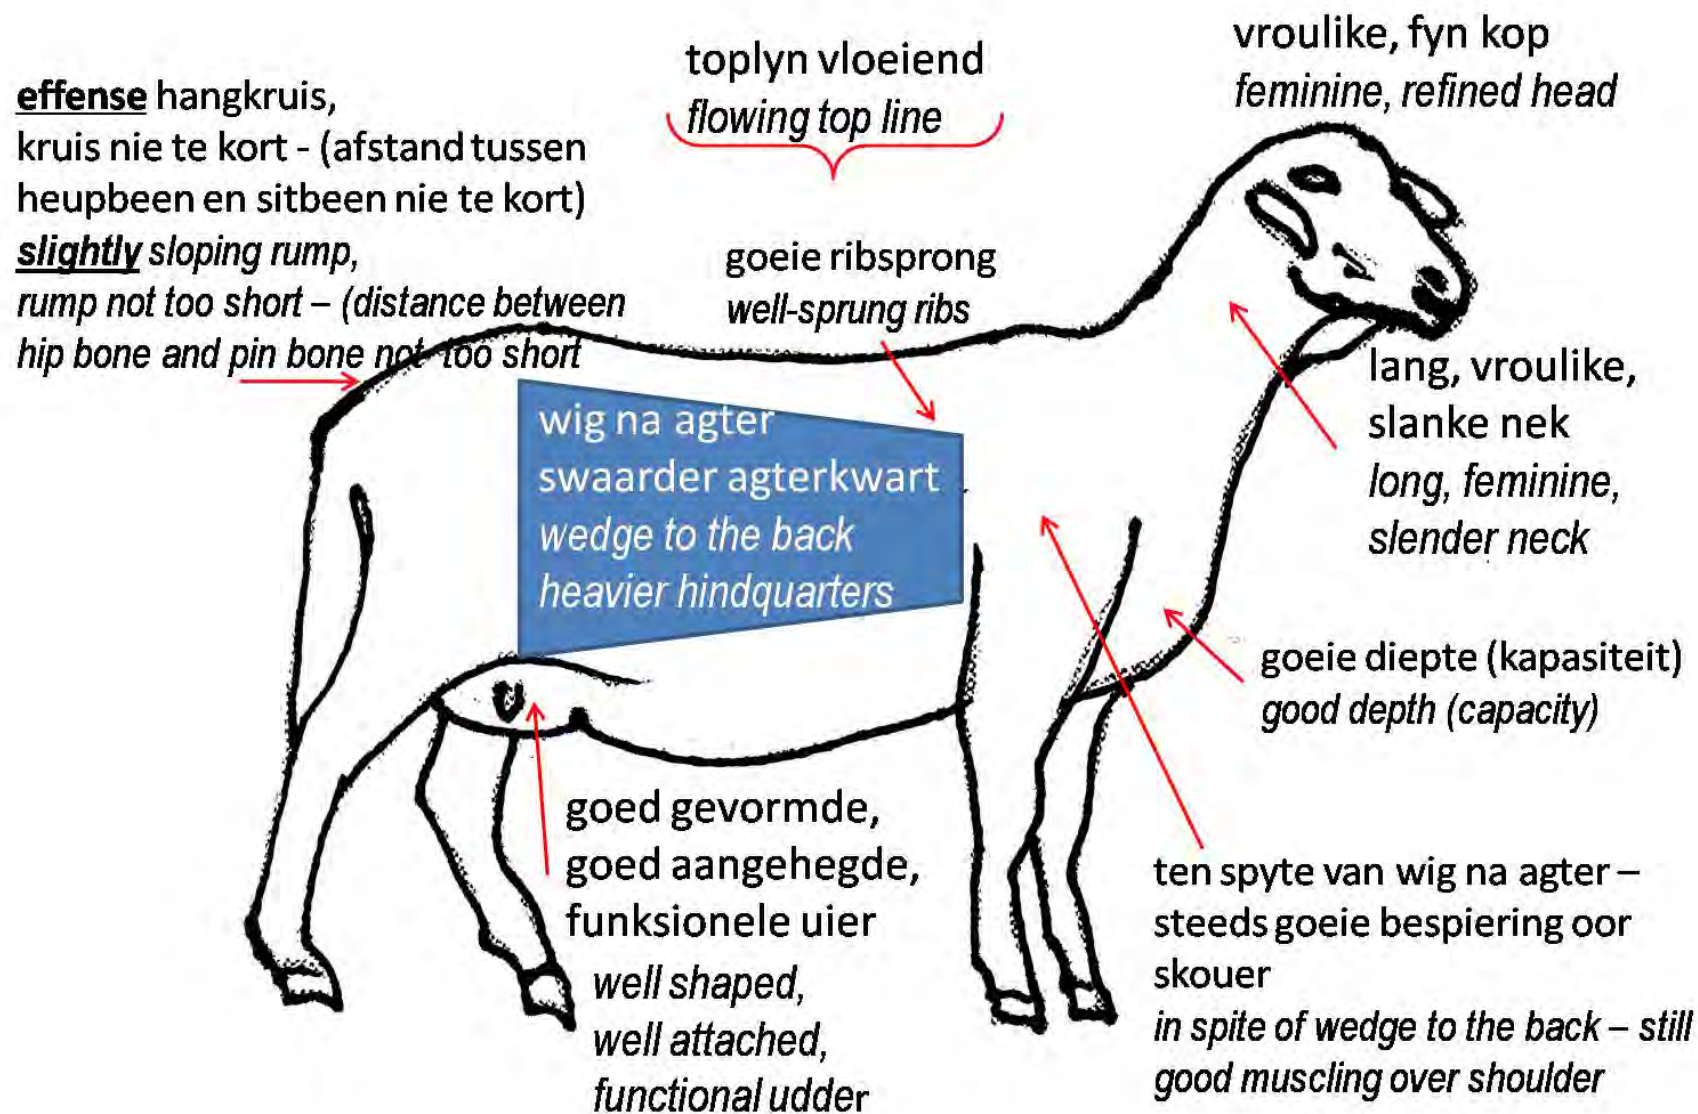 effense hangkruis,
kruis nie te kort - (afstand tussen
heupbeen en sitbeen nie te kort)
slightly sloping rump,
rump not too short – (distance between
hip bone and pin bone not too short
toplyn vloeiend
flowing top line
vroulike, fyn kop
feminine, refined head
goeie ribsprong
well-sprung ribs
lang, vroulike,
slanke nek
long, feminine,
slender neck
wig na agter
swaarder agterkwart
wedge to the back
heavier hindquarters
goeie diepte (kapasiteit)
good depth (capacity)
goed gevormde,
goed aangehegde,
funksionele uier
well shaped,
well attached,
functional udder
ten spyte van wig na agter –
steeds goeie bespiering oor
skouer
in spite of wedge to the back – still
good muscling over shoulder